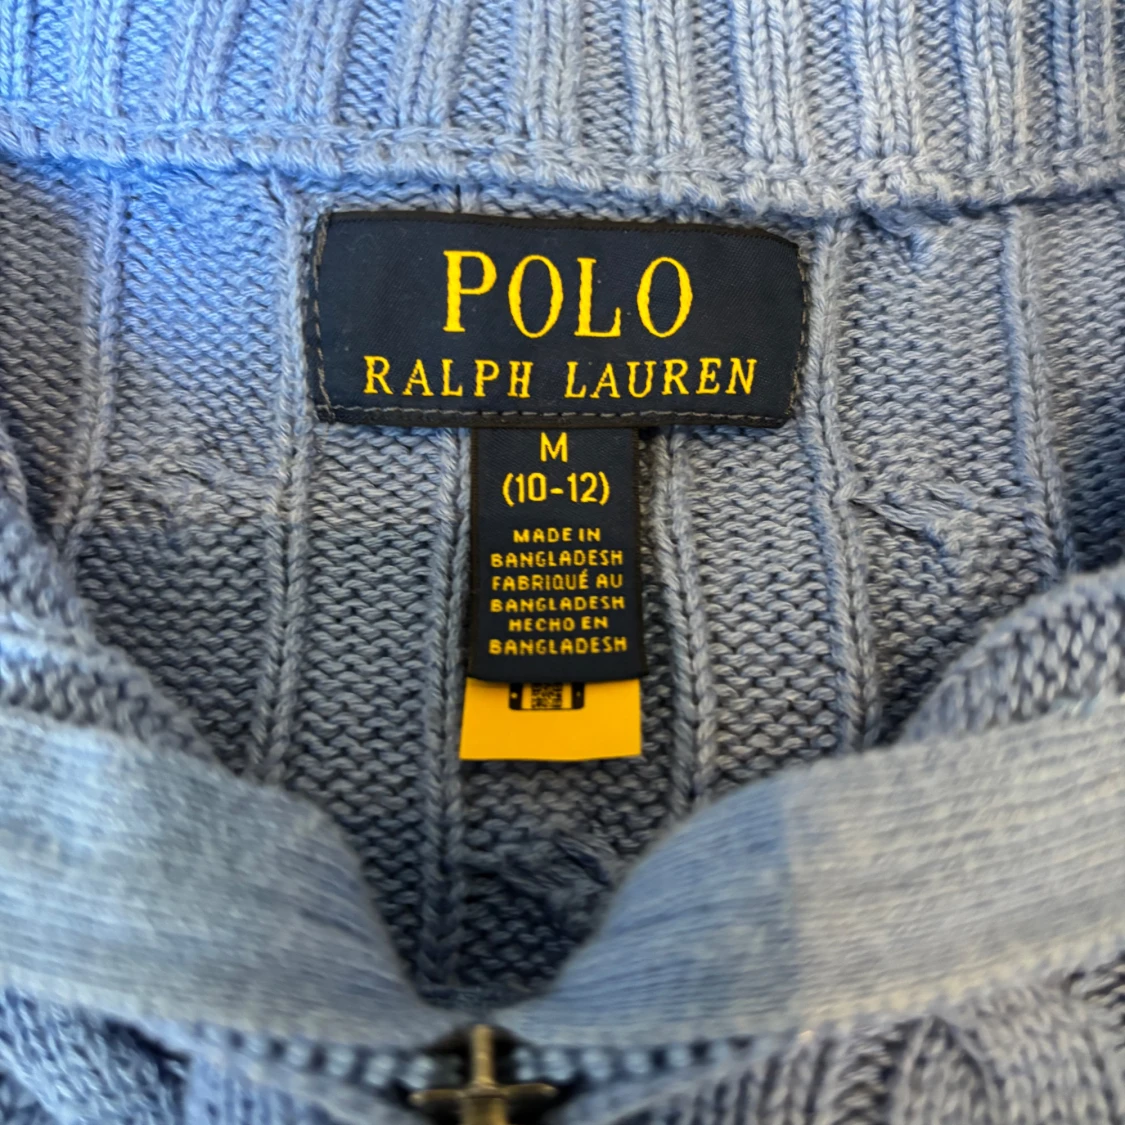 POLO
RALPH LAUREN
M
(10-12)
MADE IN
BANGLADESH
FABRIQUÉ AU
BANGLADESH
HECHO EN
BANGLADESH